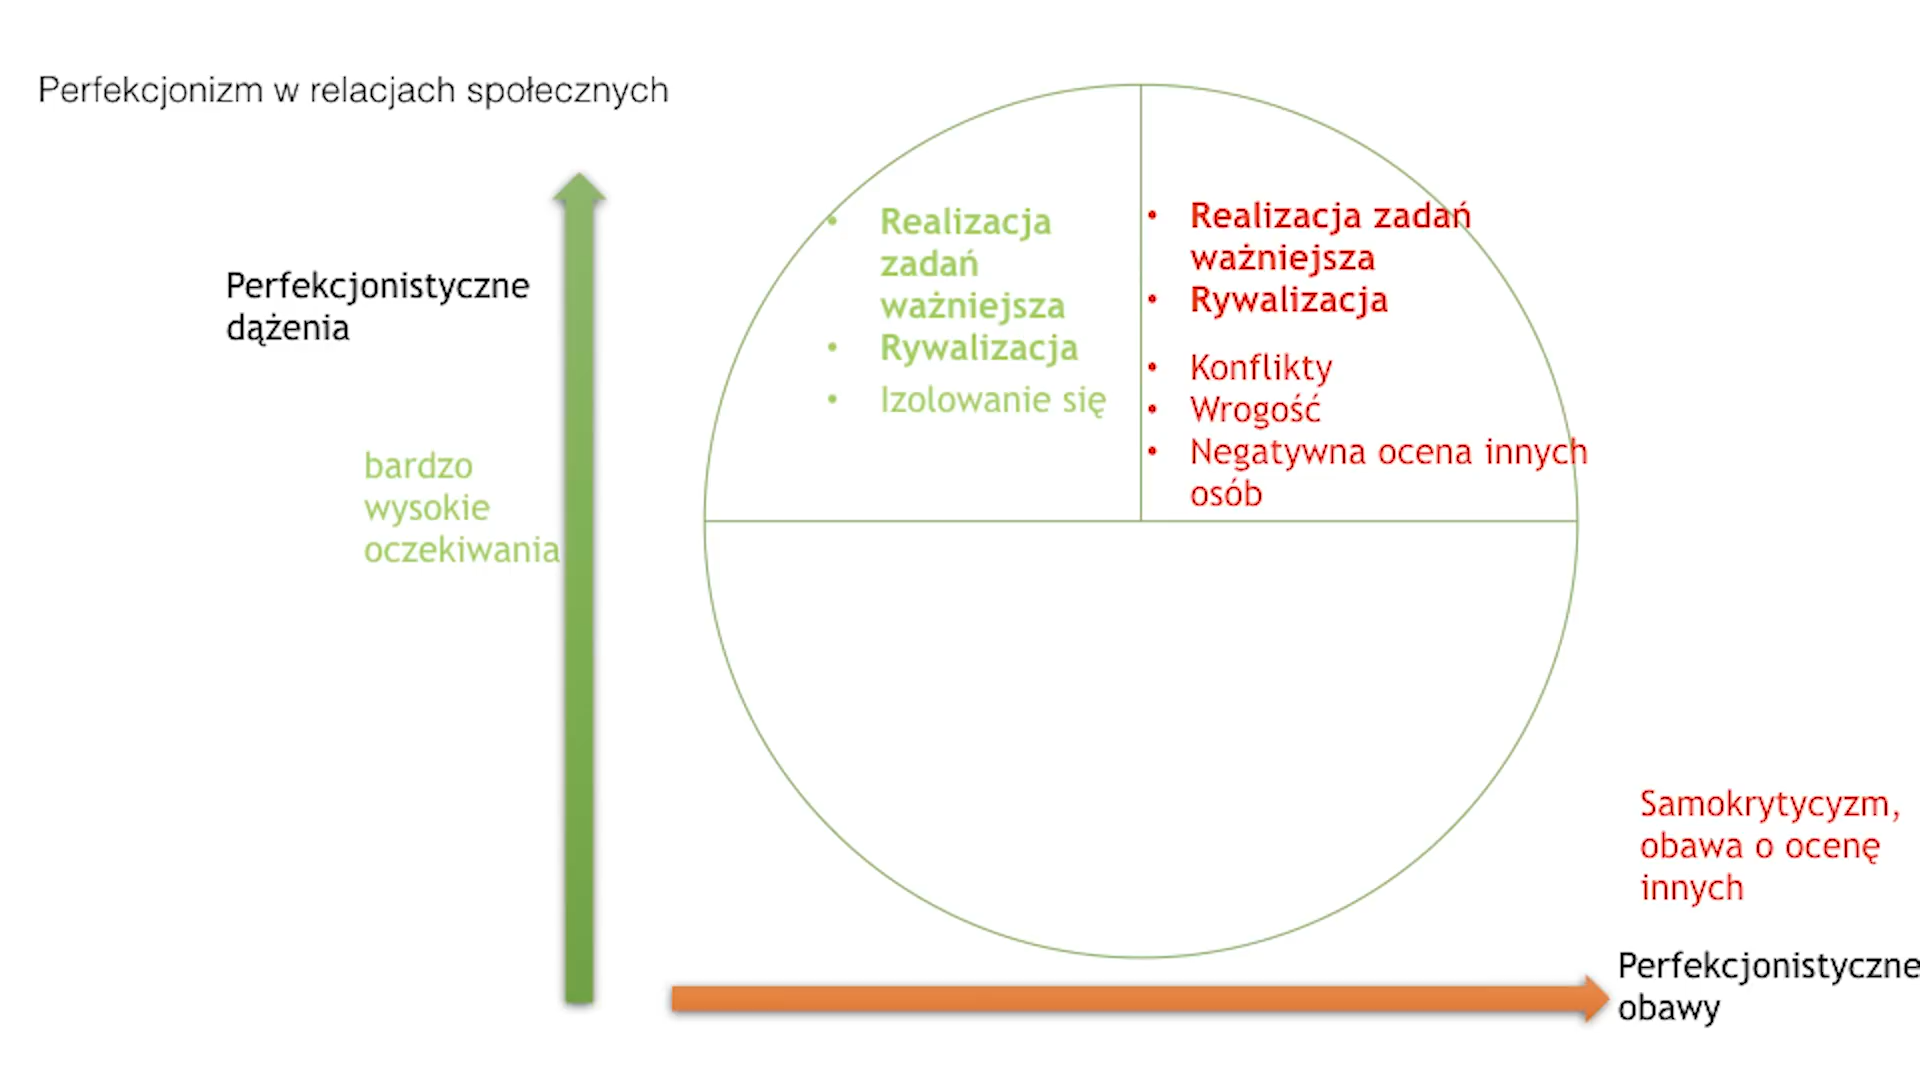 Perfekcjonizm w relacjach społecznych
Perfekcjonistyczne
dążenia
bardzo
wysokie
oczekiwania
• Realizacja
zadań
ważniejsza
• Rywalizacja
• Izolowanie się
• Realizacja zadań
ważniejsza
• Rywalizacja
• Konflikty
• Wrogość
• Negatywna ocena innych
osób
Samokrytycyzm,
obawa o ocenę
innych
Perfekcjonistyczne
obawy